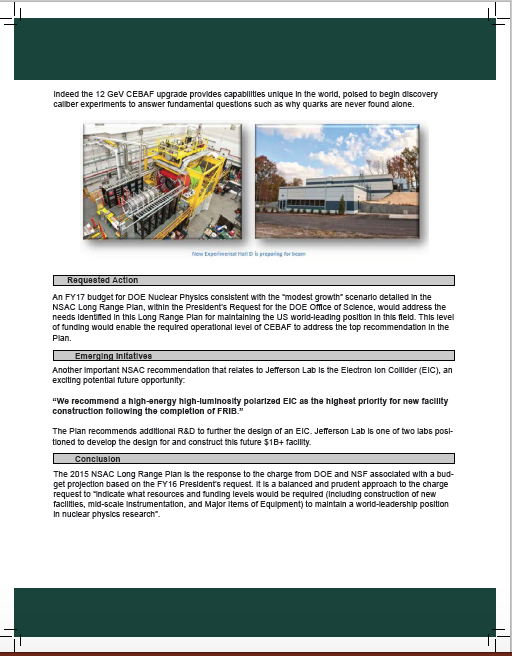 Indeed the 12 GeV CEBAF upgrade provides capabilities unique in the world, poised to begin discovery
caliber experiments to answer fundamental questions such as why quarks are never found alone.
New Experimental Hall D is preparing for beam
Requested Action
An FY17 budget for DOE Nuclear Physics consistent with the “modest growth” scenario detailed in the
NSAC Long Range Plan, within the President's Request for the DOE Office of Science, would address the
needs identified in this Long Range Plan for maintaining the US world-leading position in this field. This level
of funding would enable the required operational level of CEBAF to address the top recommendation in the
Plan.
Emerging Initatives
Another important NSAC recommendation that relates to Jefferson Lab is the Electron Ion Collider (EIC), an
exciting potential future opportunity:
“We recommend a high-energy high-luminosity polarized EIC as the highest priority for new facility
construction following the completion of FRIB.”
The Plan recommends additional R&D to further the design of an EIC. Jefferson Lab is one of two labs posi-
tioned to develop the design for and construct this future $1B+ facility.
Conclusion
The 2015 NSAC Long Range Plan is the response to the charge from DOE and NSF associated with a bud-
get projection based on the FY16 President's request. It is a balanced and prudent approach to the charge
request to “indicate what resources and funding levels would be required (including construction of new
facilities, mid-scale instrumentation, and Major Items of Equipment) to maintain a world-leadership position
in nuclear physics research”.